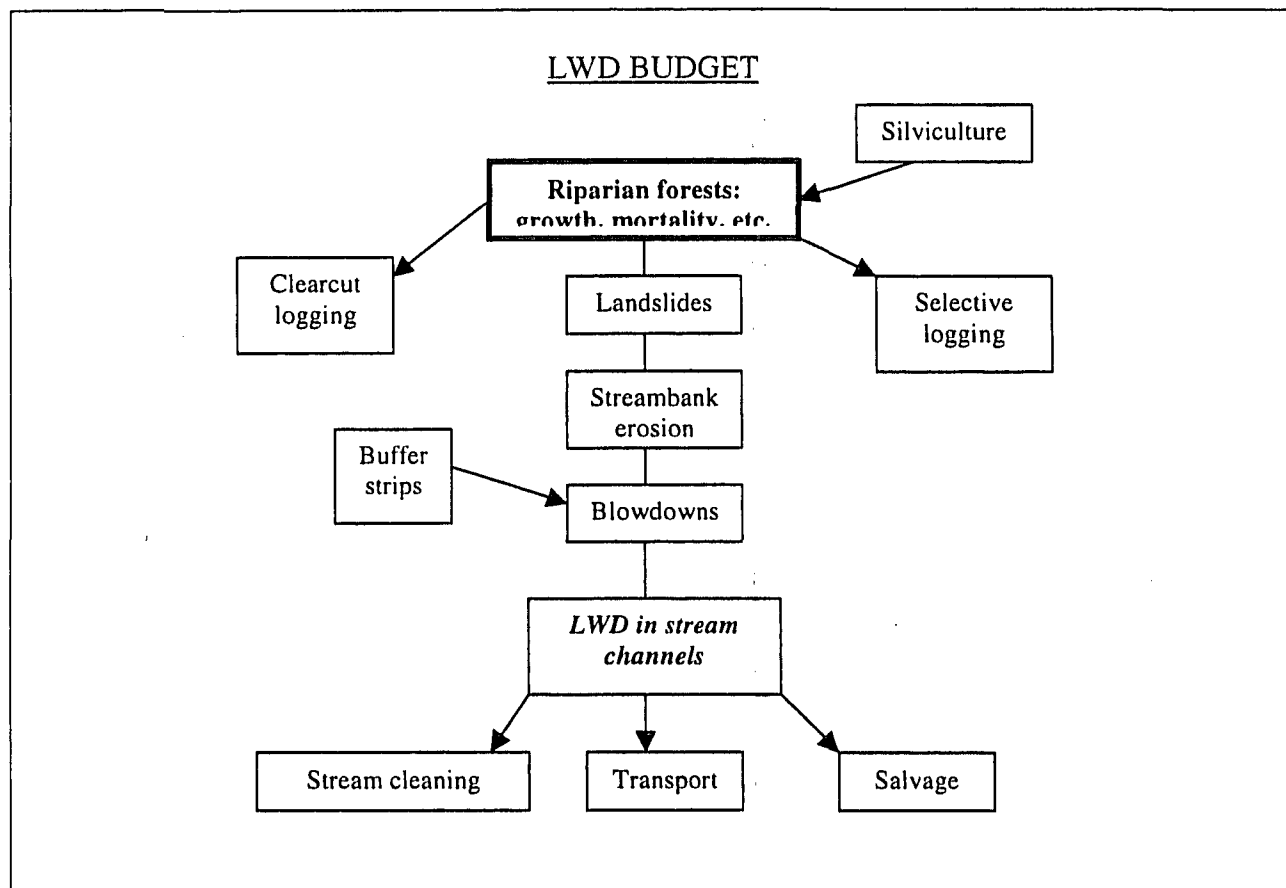 LWD BUDGET
Silviculture
Riparian forests:
growth, mortality, etc.
Clearcut
logging
Landslides
Selective
logging
Streambank
erosion
Buffer
strips
Blowdowns
LWD in stream
channels
Stream cleaning
Transport
Salvage